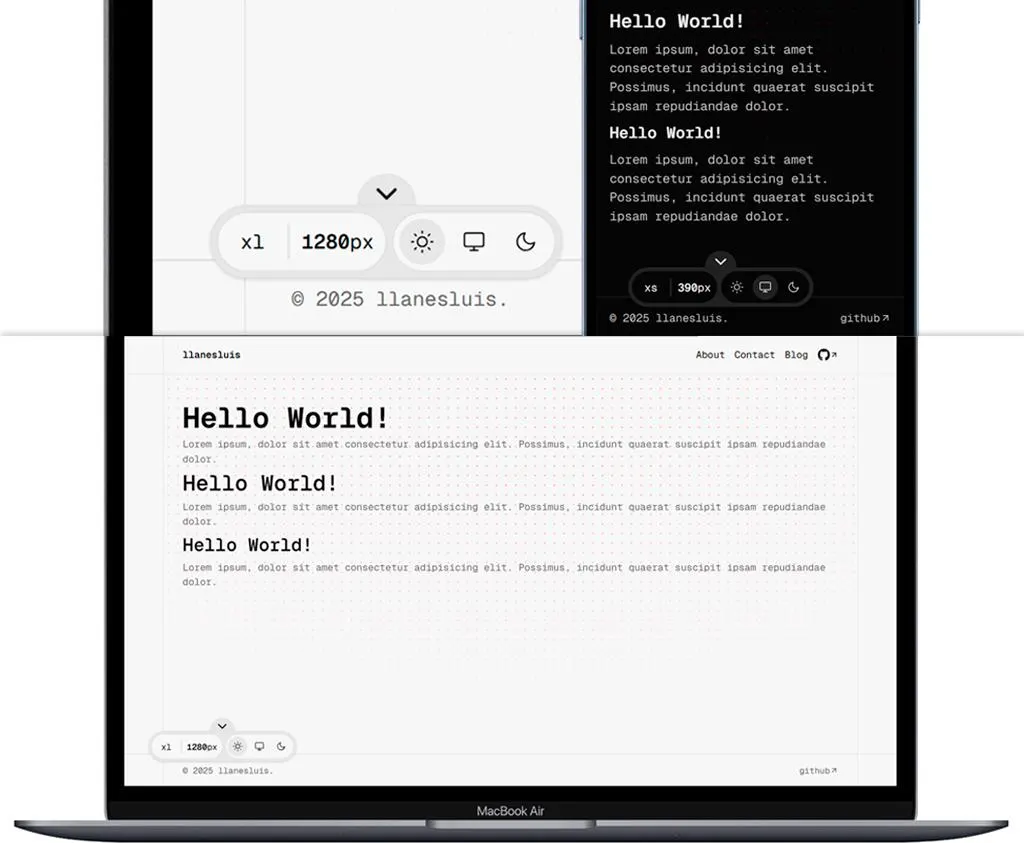 xl 1280px
© 2025 llanesluis.
Hello World!
Lorem ipsum, dolor sit amet
consectetur adipisicing elit.
Possimus, incidunt quaerat suscipit
ipsam repudiandae dolor.
Hello World!
Lorem ipsum, dolor sit amet
consectetur adipisicing elit.
Possimus, incidunt quaerat suscipit
ipsam repudiandae dolor.
xs 390px
© 2025 llanesluis. github↗
llanesluis About Contact Blog ↗
Hello World!
Lorem ipsum, dolor sit amet consectetur adipisicing elit. Possimus, incidunt quaerat suscipit ipsam repudiandae
dolor.
Hello World!
Lorem ipsum, dolor sit amet consectetur adipisicing elit. Possimus, incidunt quaerat suscipit ipsam repudiandae
dolor.
Hello World!
Lorem ipsum, dolor sit amet consectetur adipisicing elit. Possimus, incidunt quaerat suscipit ipsam repudiandae
dolor.
xl 1280px
© 2025 llanesluis. github↗
MacBook Air